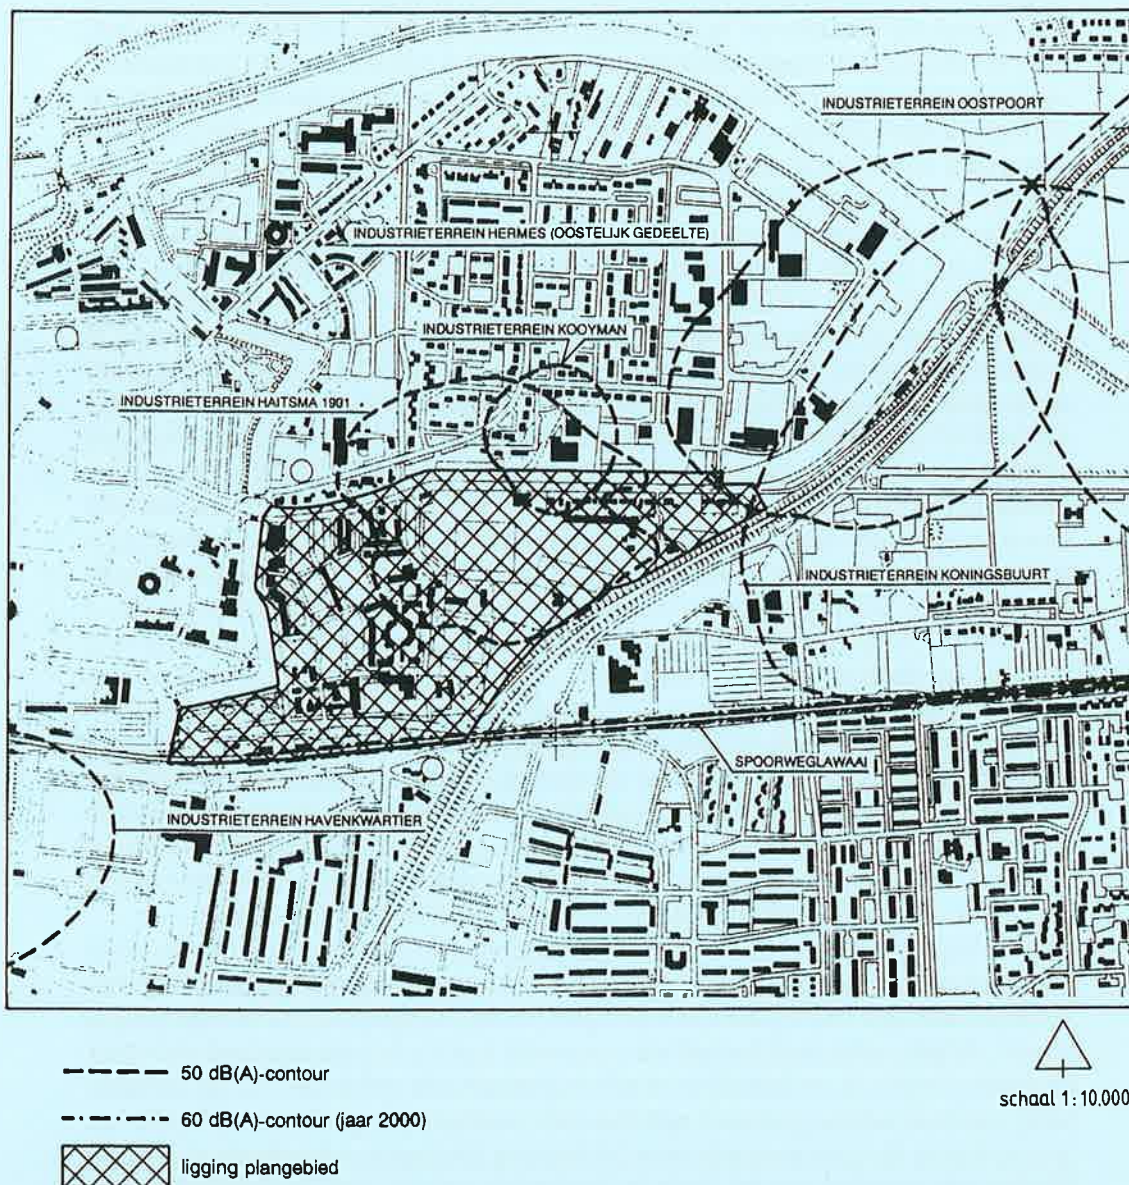 INDUSTRIETERREIN OOSTPOORT
INDUSTRIETERREIN HERMES (OOSTELIJK GEDEELTE)
INDUSTRIETERREIN KOOYMAN
INDUSTRIETERREIN HAITSMA 1901
INDUSTRIETERREIN KONINGSBUURT
SPOORWEGLAWAAI
INDUSTRIETERREIN HAVENKWARTIER
50 dB(A)-contour
60 dB(A)-contour (jaar 2000)
schaal 1:10.000
ligging plangebied